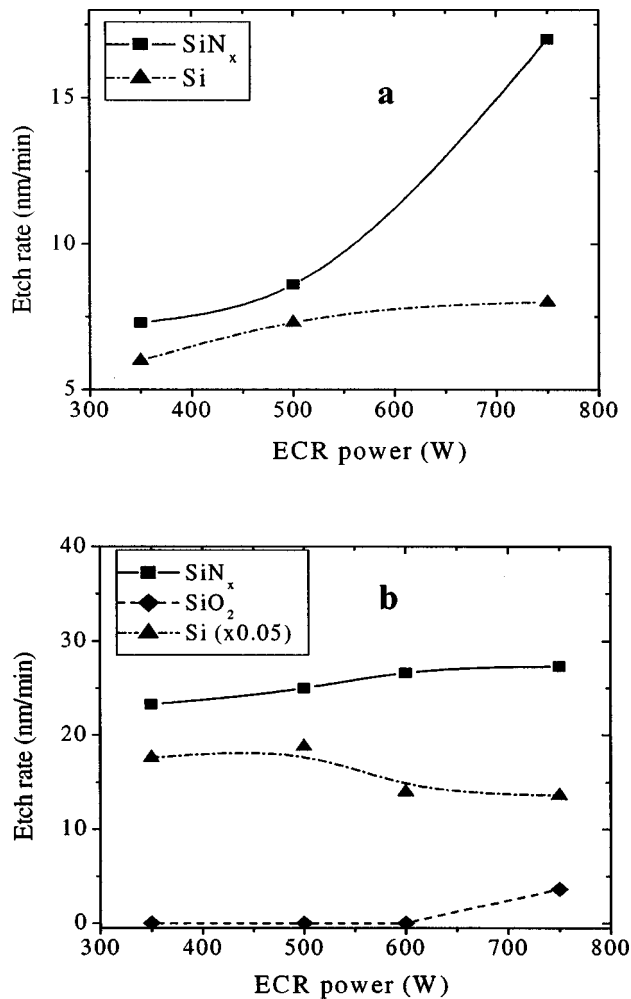 SiNx
Si
a
15
10
5
Etch rate (nm/min)
300 400 500 600 700 800
ECR power (W)
SiNx
SiO2
Si (x0.05)
b
40
30
20
10
0
Etch rate (nm/min)
300 400 500 600 700 800
ECR power (W)